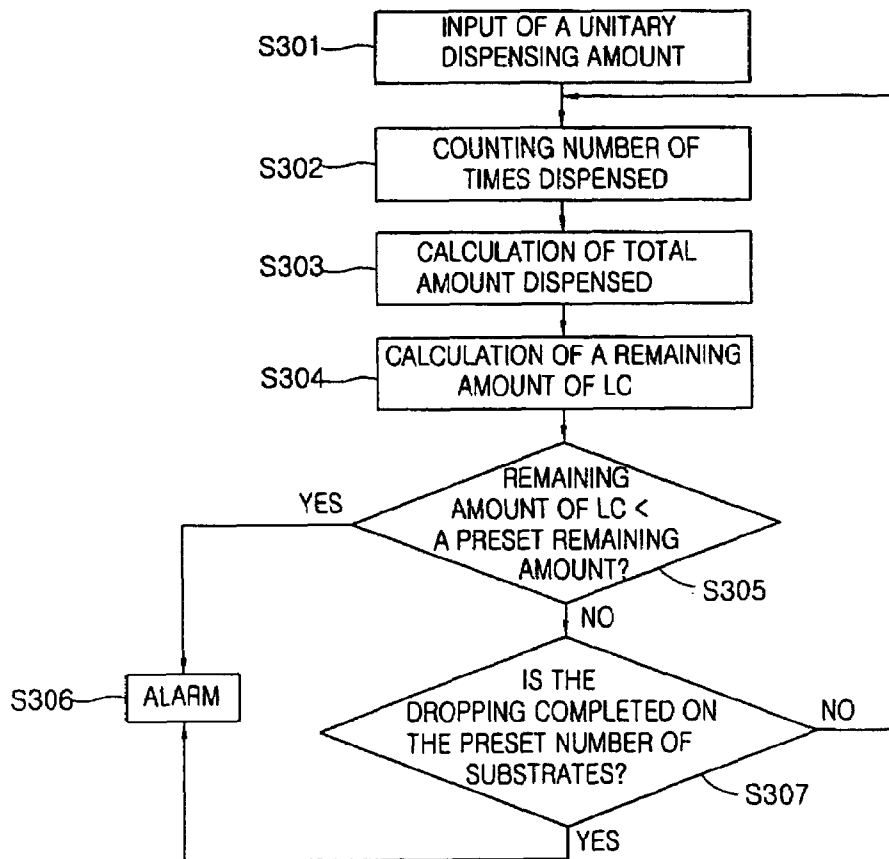 S301
INPUT OF A UNITARY
DISPENSING AMOUNT
S302
COUNTING NUMBER OF
TIMES DISPENSED
S303
CALCULATION OF TOTAL
AMOUNT DISPENSED
S304
CALCULATION OF A REMAINING
AMOUNT OF LC
YES
REMAINING
AMOUNT OF LC <
A PRESET REMAINING
AMOUNT?
S305
NO
S306
ALARM
IS THE
DROPPING COMPLETED ON
THE PRESET NUMBER OF
SUBSTRATES?
NO
S307
YES